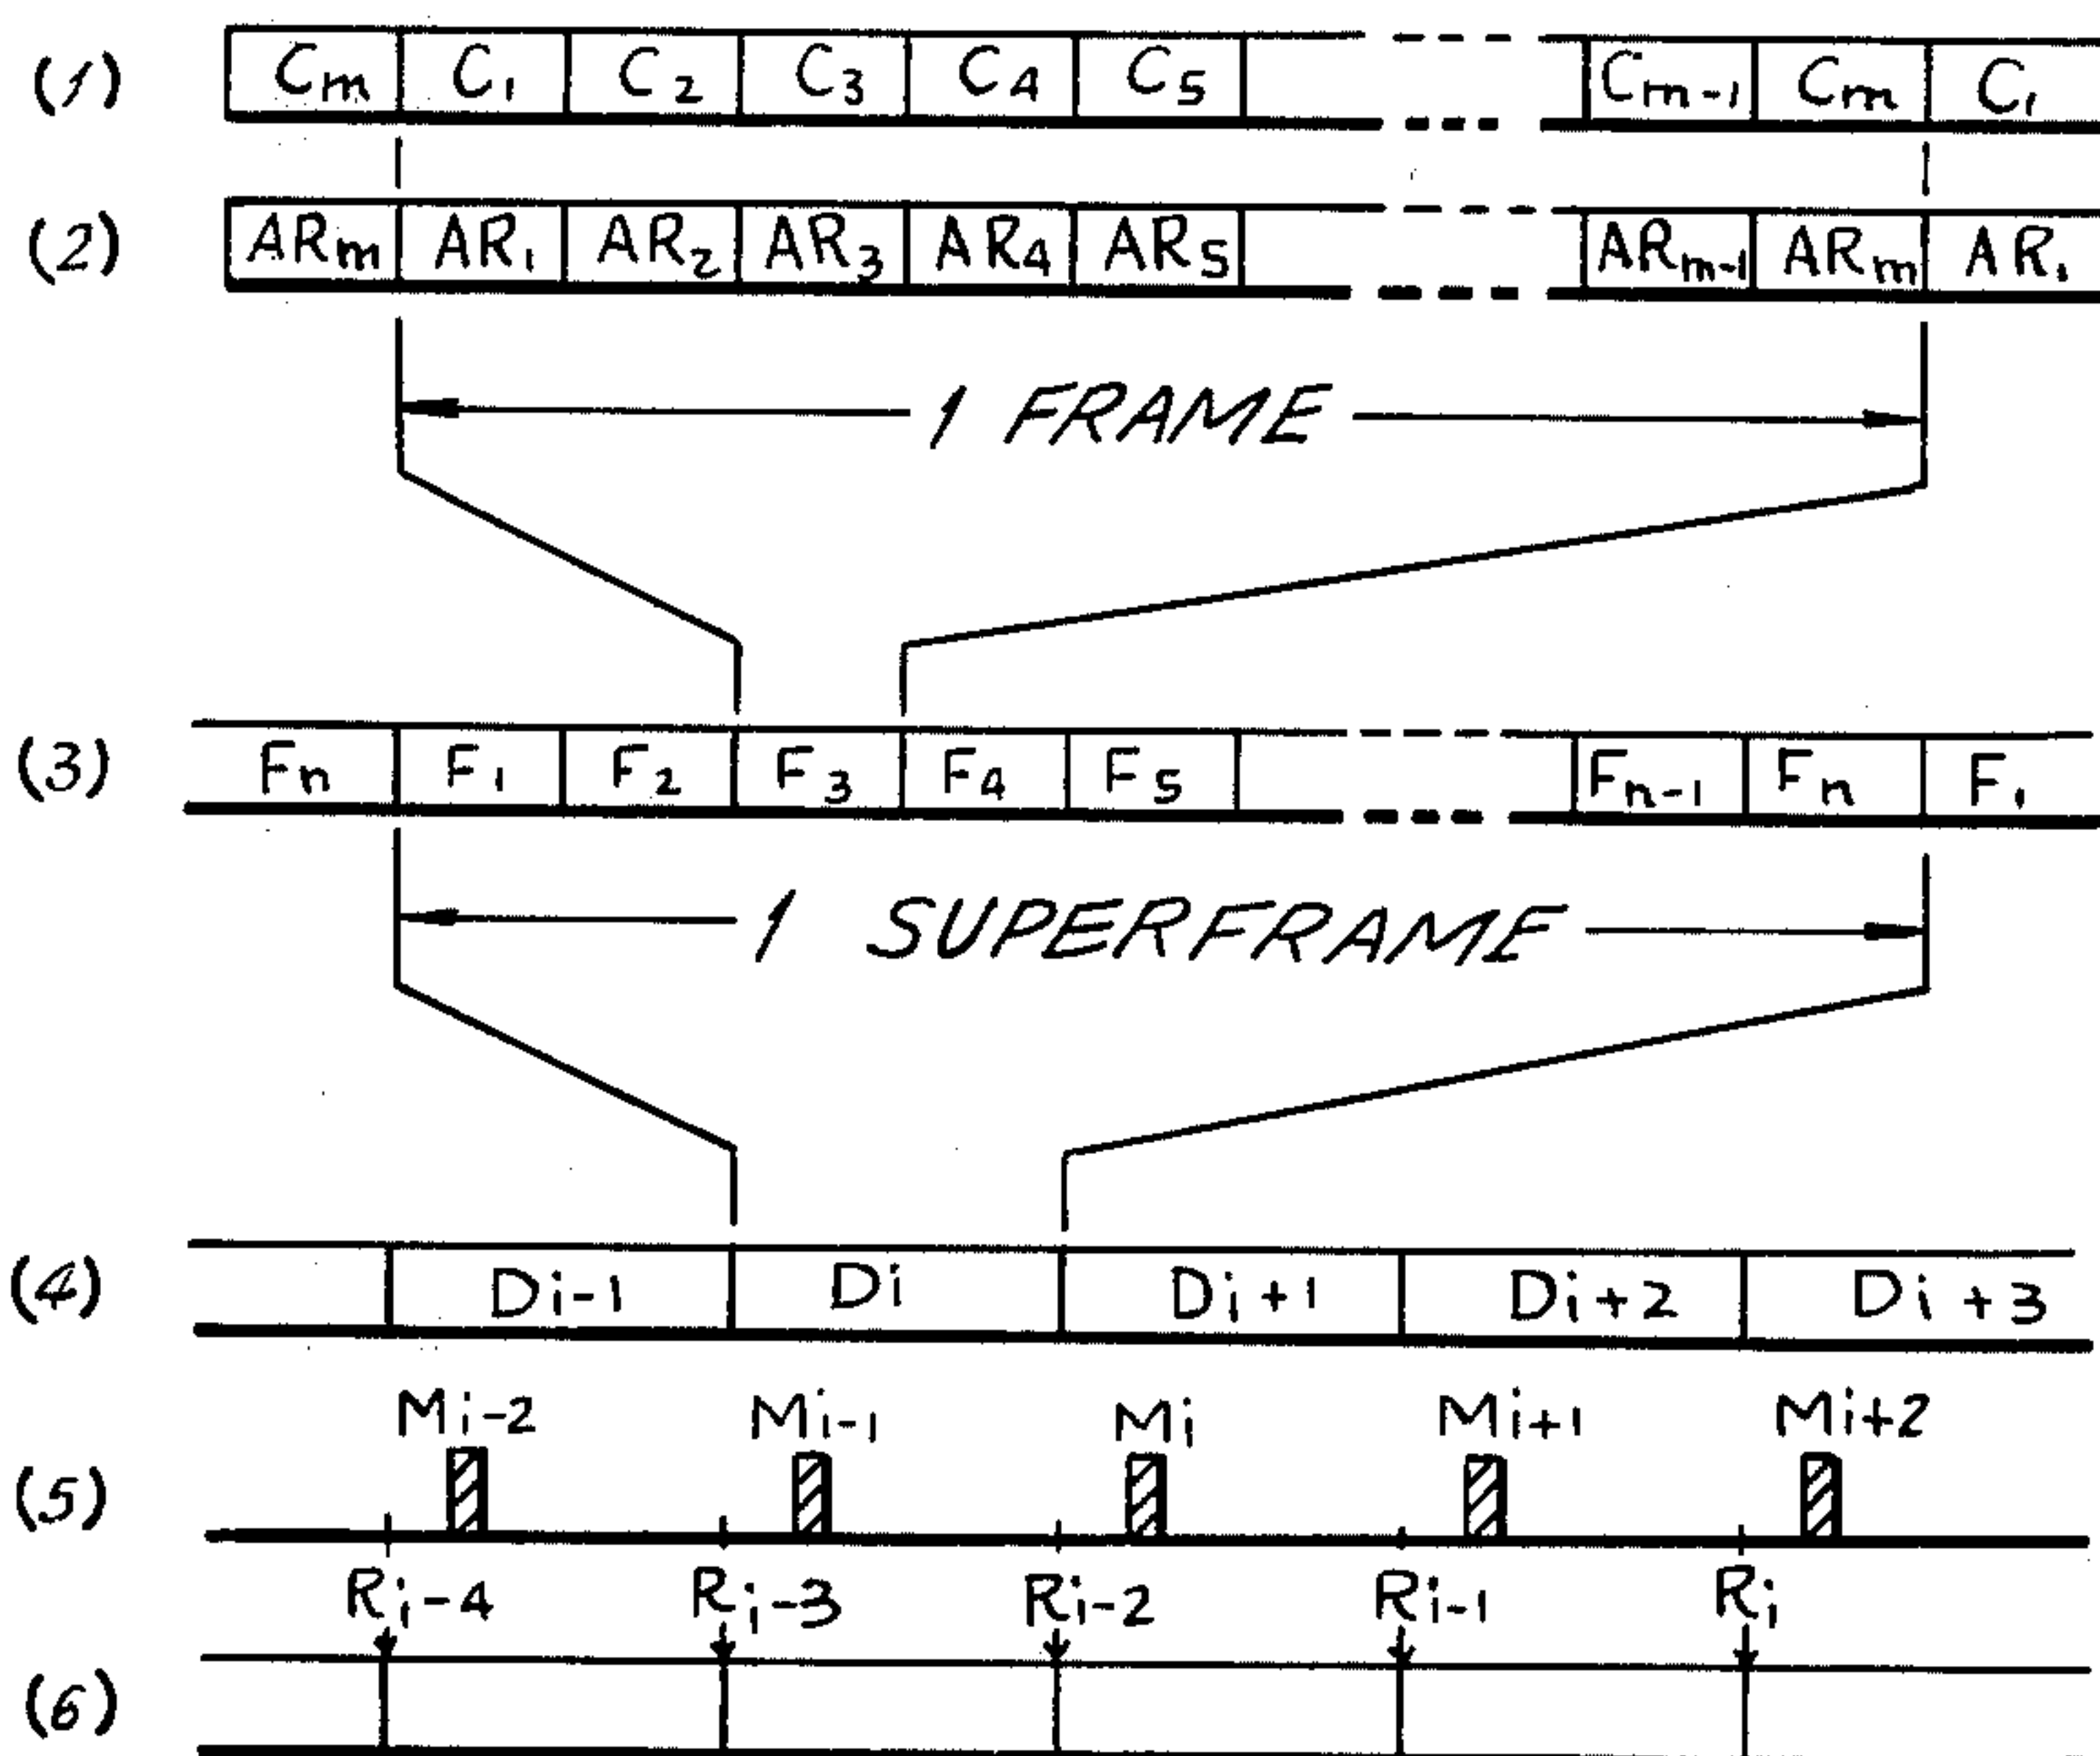 (1) Cm C1 C2 C3 C4 C5 Cm-1 Cm C1
(2) ARm AR1 AR2 AR3 AR4 AR5 ARm-1 ARm AR1
1 FRAME
(3) Fn F1 F2 F3 F4 F5 Fn-1 Fn F1
1 SUPERFRAME
(4) Di-1 Di Di+1 Di+2 Di+3
Mi-2 Mi-1 Mi Mi+1 Mi+2
(5)
Ri-4 Ri-3 Ri-2 Ri-1 Ri
(6)